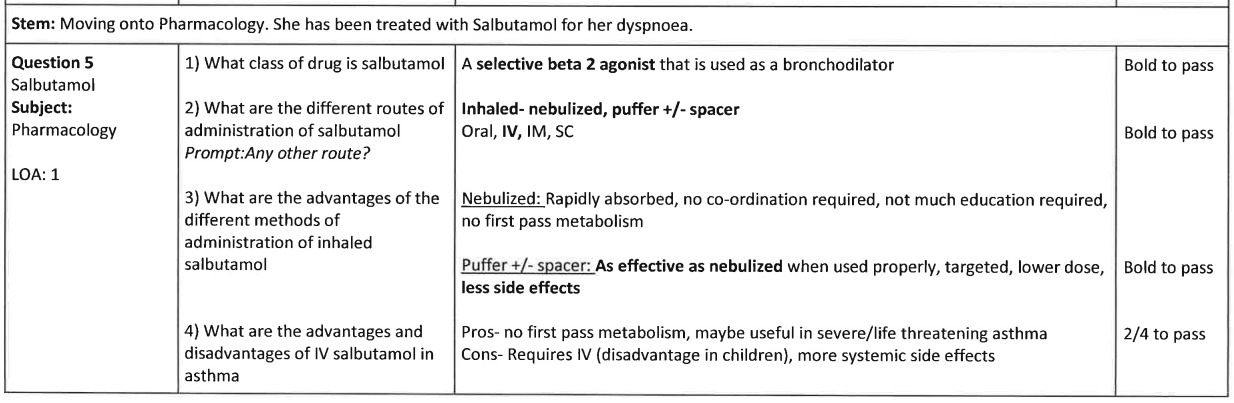 Stem: Moving onto Pharmacology. She has been treated with Salbutamol for her dyspnoea.
Question 5
Salbutamol
Subject:
Pharmacology
LOA: 1
1) What class of drug is salbutamol
A selective beta 2 agonist that is used as a bronchodilator
Bold to pass
2) What are the different routes of
administration of salbutamol
Prompt:Any other route?
Inhaled- nebulized, puffer +/- spacer
Oral, IV, IM, SC
Bold to pass
3) What are the advantages of the
different methods of
administration of inhaled
salbutamol
Nebulized: Rapidly absorbed, no co-ordination required, not much education required,
no first pass metabolism
Puffer +/- spacer: As effective as nebulized when used properly, targeted, lower dose,
less side effects
Bold to pass
4) What are the advantages and
disadvantages of IV salbutamol in
asthma
Pros- no first pass metabolism, maybe useful in severe/life threatening asthma
Cons- Requires IV (disadvantage in children), more systemic side effects
2/4 to pass